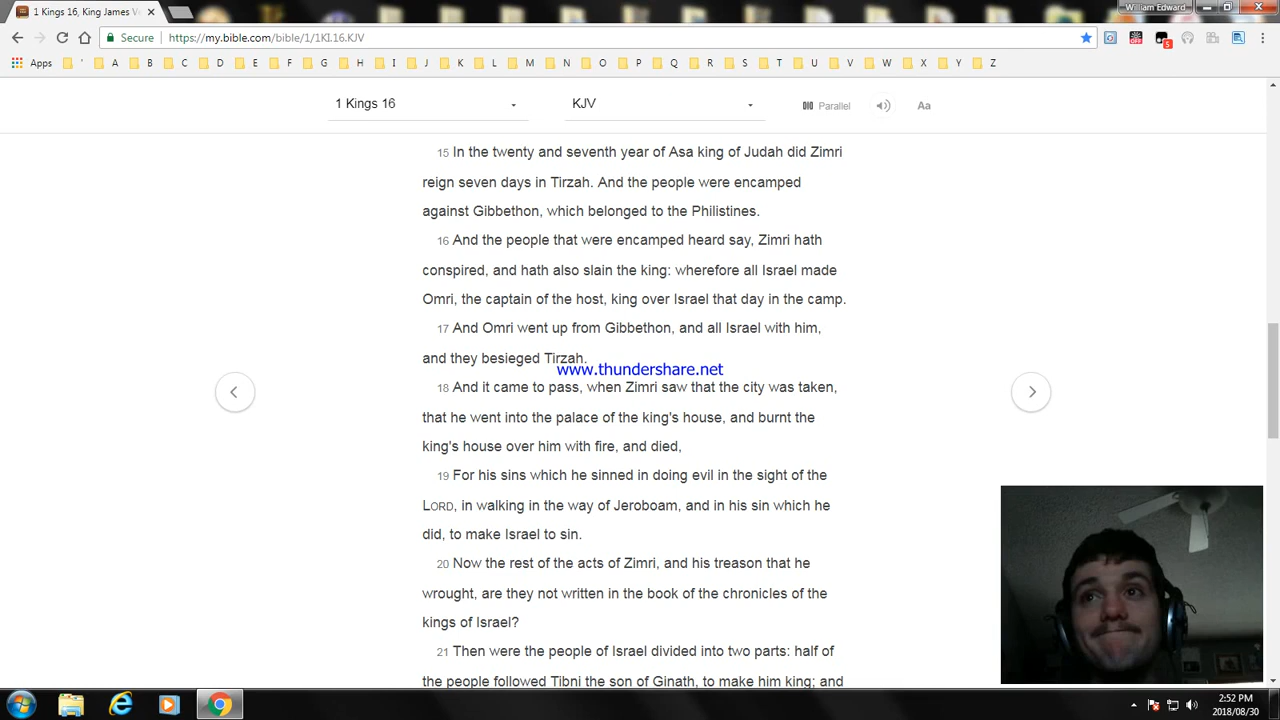 1 Kings 16, King James V
William Edward
Secure
https://my.bible.com/bible/1/1KI.16.KJV
OFF
5
Apps ' A B C D E F G H I J K L M N O P Q R S T U V W X Y Z
1 Kings 16
KJV
Parallel
Aa
15 In the twenty and seventh year of Asa king of Judah did Zimri
reign seven days in Tirzah. And the people were encamped
against Gibbethon, which belonged to the Philistines.
16 And the people that were encamped heard say, Zimri hath
conspired, and hath also slain the king: wherefore all Israel made
Omri, the captain of the host, king over Israel that day in the camp.
17 And Omri went up from Gibbethon, and all Israel with him,
and they besieged Tirzah.
www.thundershare.net
18 And it came to pass, when Zimri saw that the city was taken,
that he went into the palace of the king's house, and burnt the
king's house over him with fire, and died,
19 For his sins which he sinned in doing evil in the sight of the
LORD, in walking in the way of Jeroboam, and in his sin which he
did, to make Israel to sin.
20 Now the rest of the acts of Zimri, and his treason that he
wrought, are they not written in the book of the chronicles of the
kings of Israel?
21 Then were the people of Israel divided into two parts: half of
the people followed Tibni the son of Ginath, to make him king; and
2:52 PM
2018/08/30